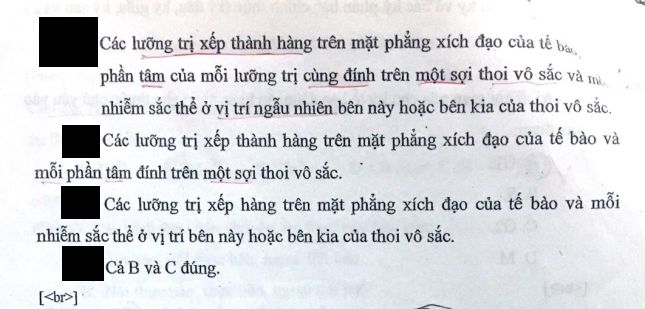 Các lưỡng trị xếp thành hàng trên mặt phẳng xích đạo của tế
phần tâm của mỗi lưỡng trị cùng đính trên một sợi thoi vô sắc và
nhiễm sắc thể ở vị trí ngẫu nhiên bên này hoặc bên kia của thoi vô sắc.
Các lưỡng trị xếp thành hàng trên mặt phẳng xích đạo của tế bào và
mỗi phần tâm đính trên một sợi thoi vô sắc.
Các lưỡng trị xếp hàng trên mặt phẳng xích đạo của tế bào và mỗi
nhiễm sắc thể ở vị trí bên này hoặc bên kia của thoi vô sắc.
Cả B và C đúng.
[<br>]